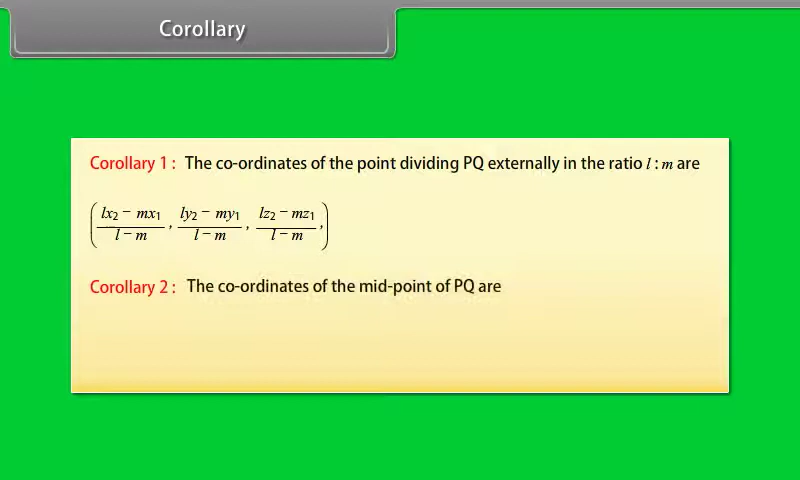 Corollary
Corollary 1 : The co-ordinates of the point dividing PQ externally in the ratio l : m are
(lx₂ − mx₁ / l − m , ly₂ − my₁ / l − m , lz₂ − mz₁ / l − m ,)
Corollary 2 : The co-ordinates of the mid-point of PQ are